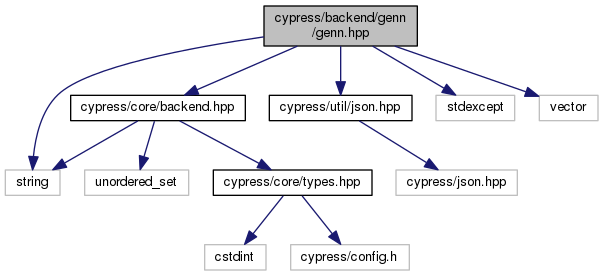 cypress/backend/genn
/genn.hpp
cypress/core/backend.hpp
cypress/util/json.hpp
stdexcept
vector
string
unordered_set
cypress/core/types.hpp
cypress/json.hpp
cstdint
cypress/config.h